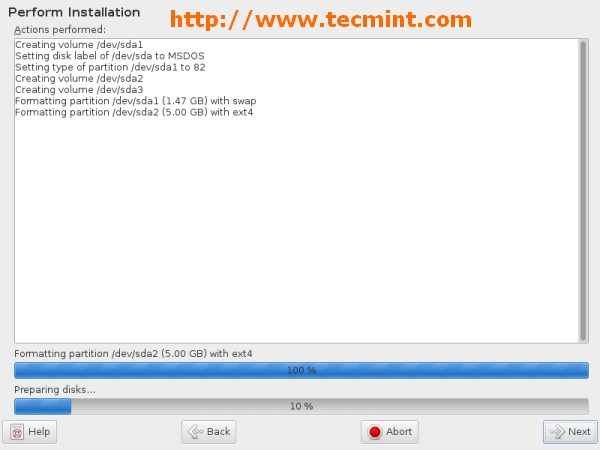 Perform Installation
http://www.tecmint.com
Actions performed:
Creating volume /dev/sda1
Setting disk label of /dev/sda to MSDOS
Setting type of partition /dev/sda1 to 82
Creating volume /dev/sda2
Creating volume /dev/sda3
Formatting partition /dev/sda1 (1.47 GB) with swap
Formatting partition /dev/sda2 (5.00 GB) with ext4
Formatting partition /dev/sda2 (5.00 GB) with ext4
100 %
Preparing disks...
10 %
Help
Back
Abort
Next